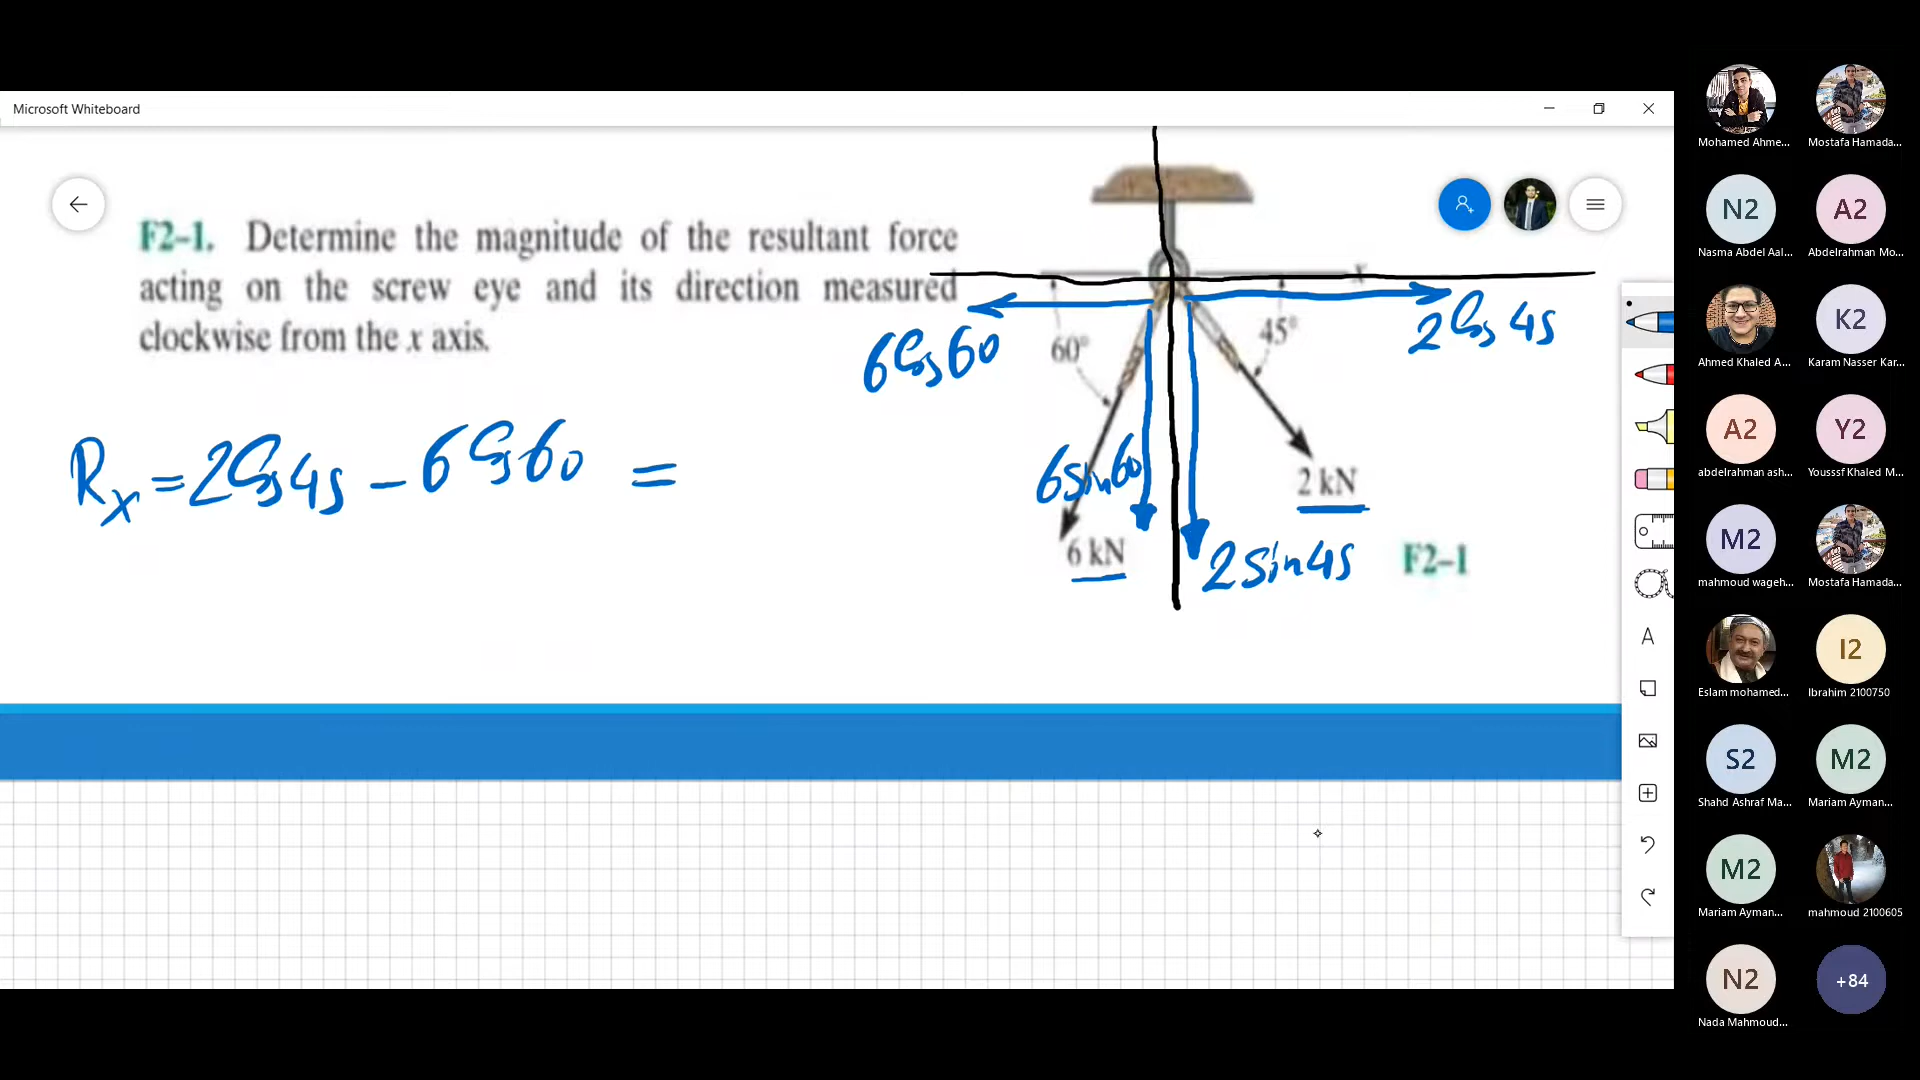 Microsoft Whiteboard
F2–1. Determine the magnitude of the resultant force
acting on the screw eye and its direction measured
clockwise from the x axis.
x
6Cos60
60°
45°
2Cos 45
Rx = 2Cos45 – 6Cos60 =
6sin60
2 kN
6 kN
2sin45
F2–1
A
Mohamed Ahme...
Mostafa Hamada...
N2
A2
Nasma Abdel Aal...
Abdelrahman Mo...
K2
Ahmed Khaled A...
Karam Nasser Kar...
A2
Y2
abdelrahman ash...
Yousssf Khaled M...
M2
mahmoud wageh...
Mostafa Hamada...
I2
Eslam mohamed...
Ibrahim 2100750
S2
M2
Shahd Ashraf Ma...
Mariam Ayman...
M2
Mariam Ayman...
mahmoud 2100605
N2
+84
Nada Mahmoud...